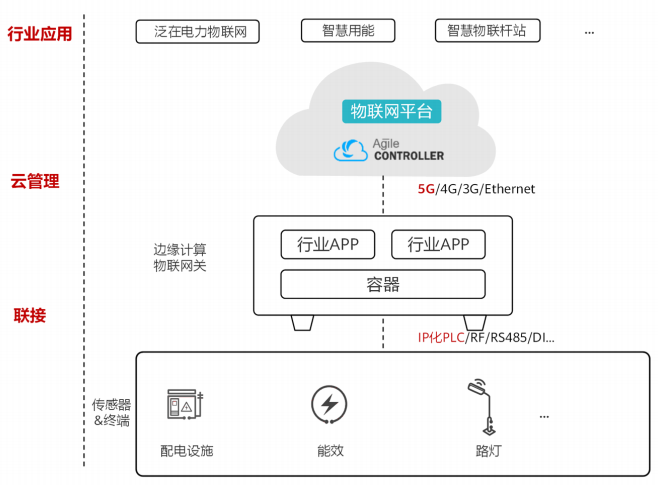 行业应用
泛在电力物联网
智慧用能
智慧物联杆站
...
物联网平台
Agile
CONTROLLER
云管理
5G/4G/3G/Ethernet
边缘计算
物联网关
行业APP
行业APP
容器
联接
IP化PLC/RF/RS485/DI...
传感器
&终端
...
配电设施
能效
路灯